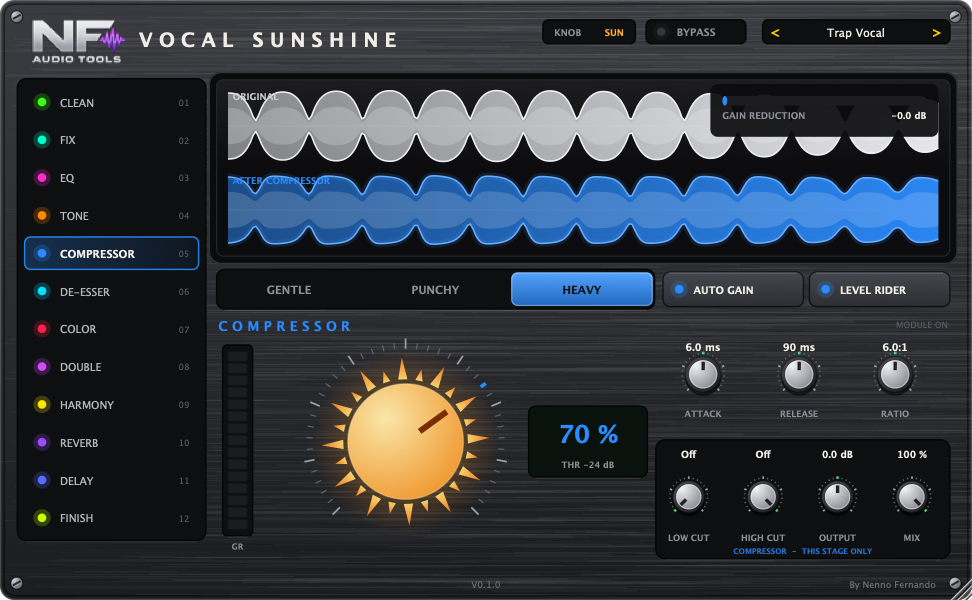 NF
AUDIO TOOLS
VOCAL SUNSHINE
KNOB SUN
BYPASS
< Trap Vocal >
CLEAN 01
FIX 02
EQ 03
TONE 04
COMPRESSOR 05
DE-ESSER 06
COLOR 07
DOUBLE 08
HARMONY 09
REVERB 10
DELAY 11
FINISH 12
ORIGINAL
GAIN REDUCTION -0.0 dB
AFTER COMPRESSOR
GENTLE PUNCHY HEAVY
AUTO GAIN LEVEL RIDER
COMPRESSOR
MODULE ON
6.0 ms 90 ms 6.0:1
ATTACK RELEASE RATIO
70 %
THR -24 dB
Off Off 0.0 dB 100 %
LOW CUT HIGH CUT OUTPUT MIX
COMPRESSOR – THIS STAGE ONLY
GR
V0.1.0
By Nenno Fernando